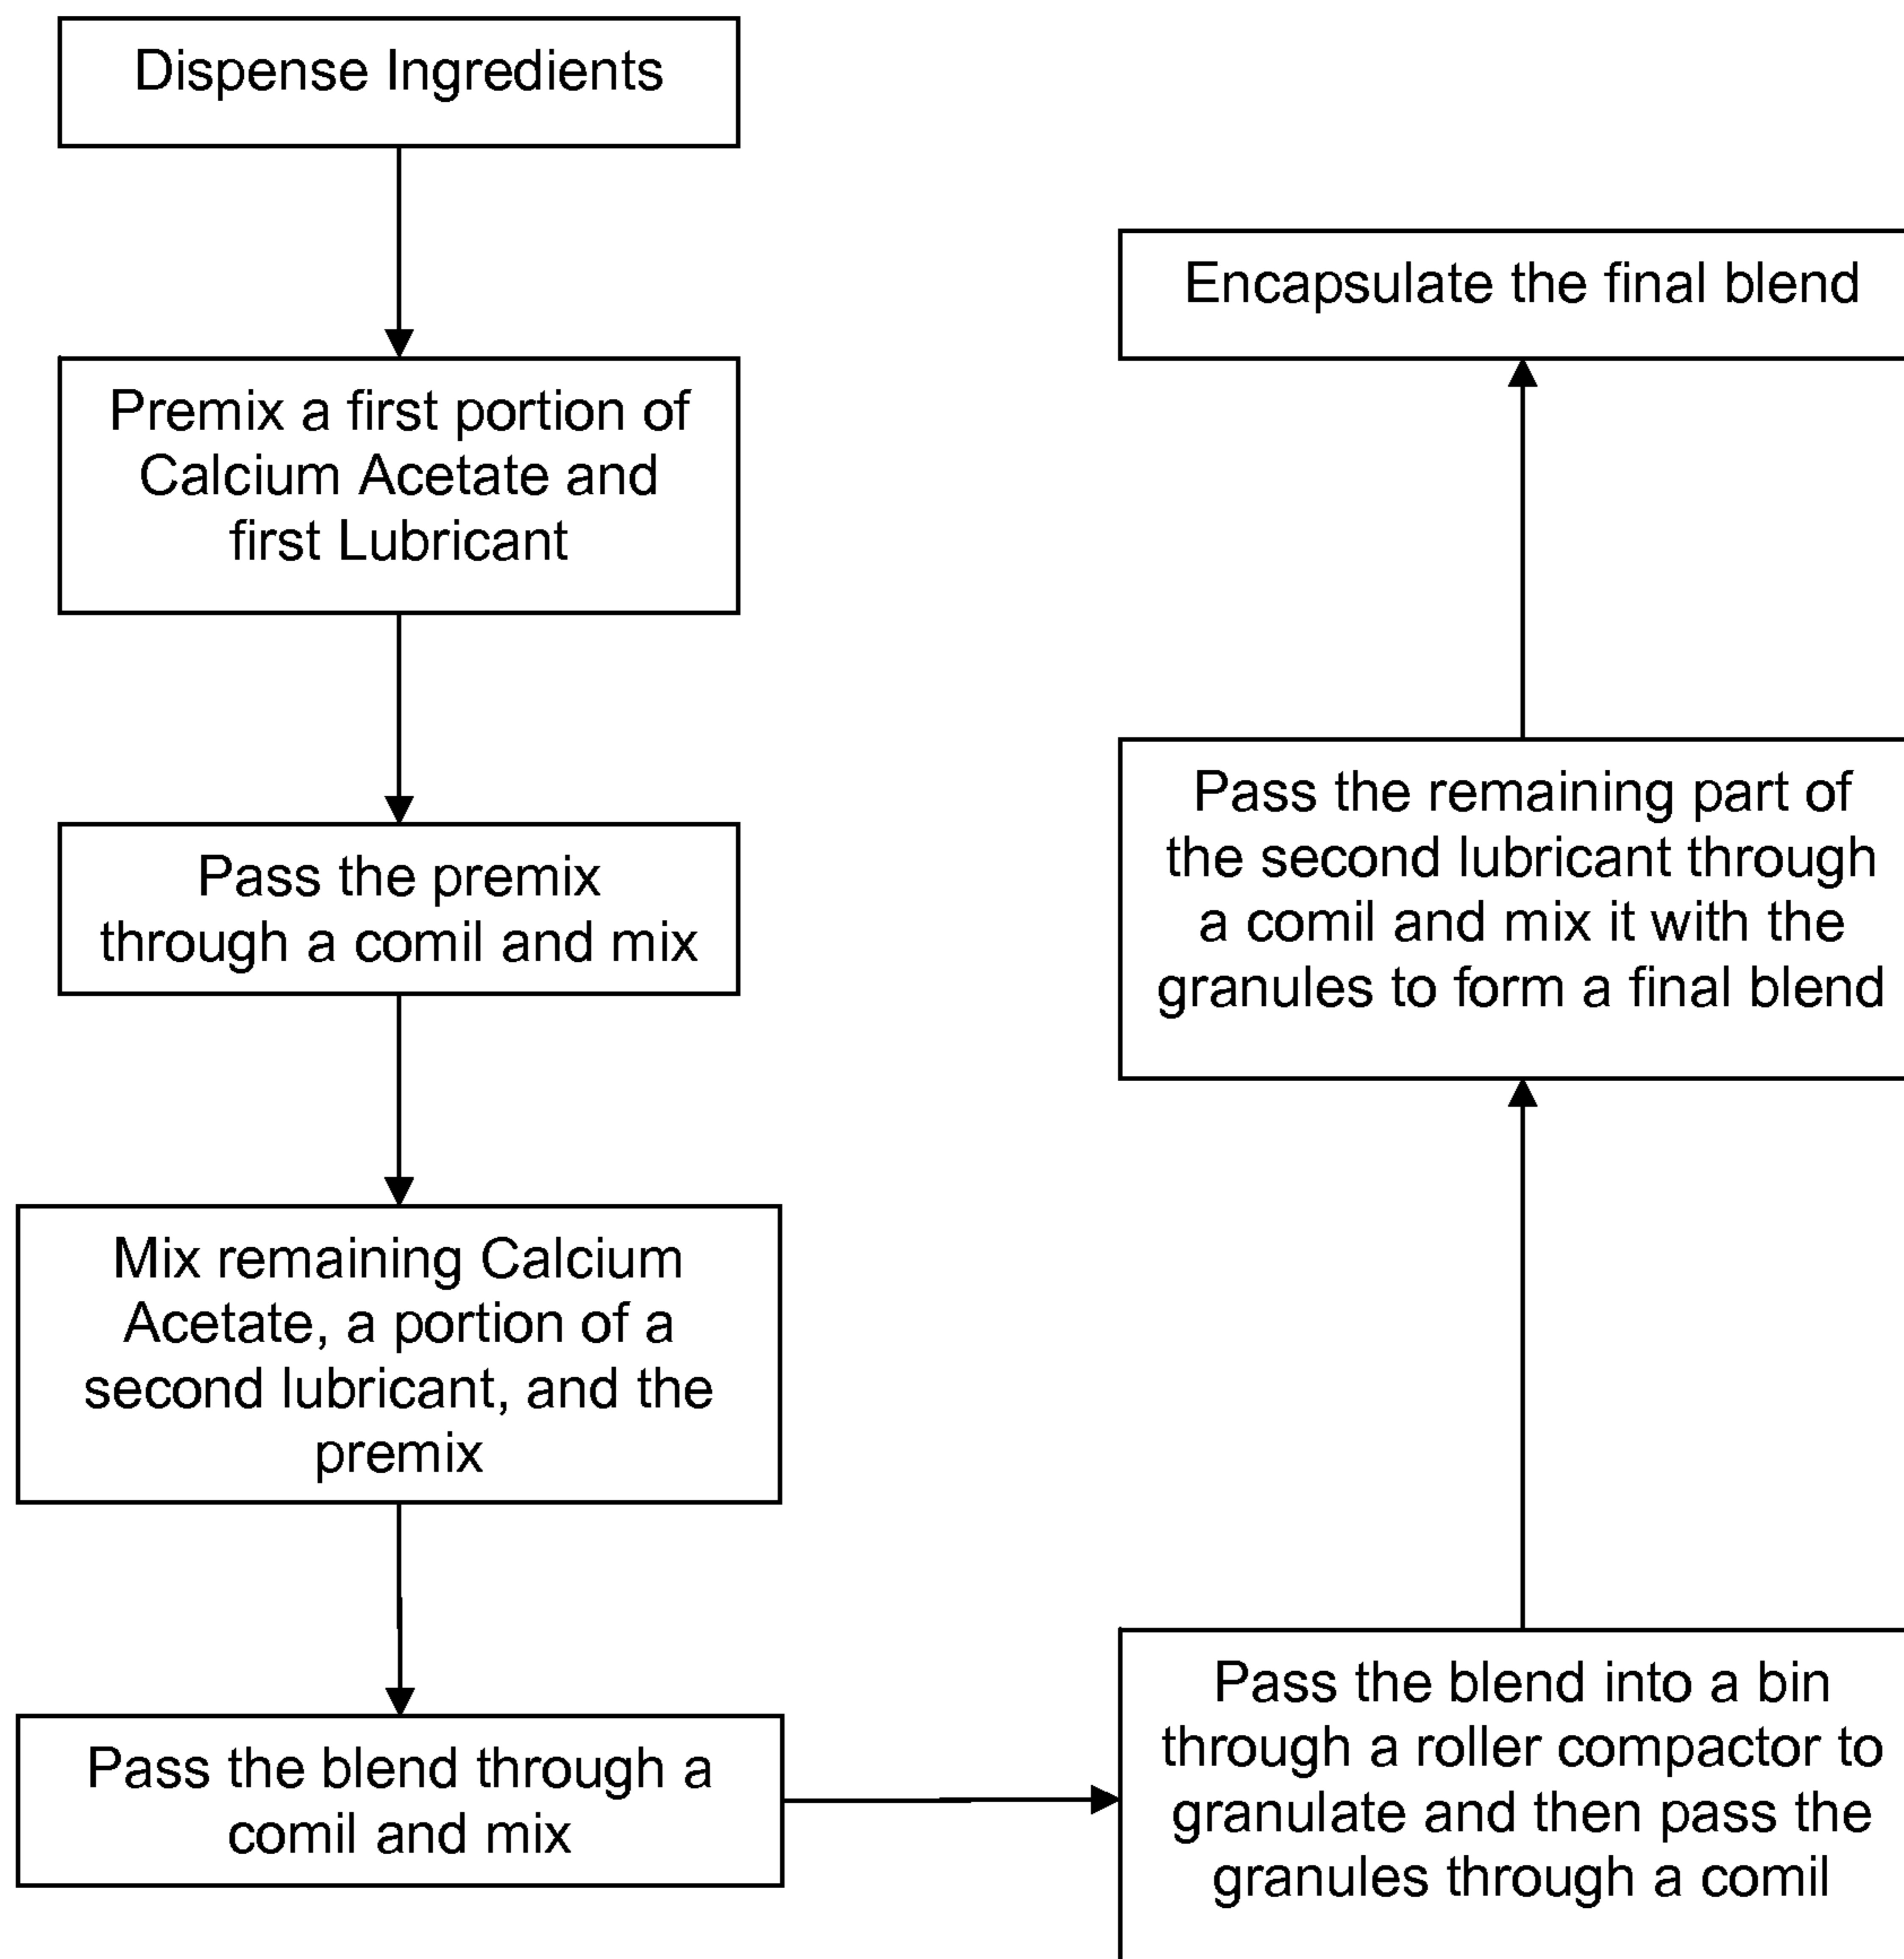 Dispense Ingredients
Premix a first portion of
Calcium Acetate and
first Lubricant
Pass the premix
through a comil and mix
Mix remaining Calcium
Acetate, a portion of a
second lubricant, and the
premix
Pass the blend through a
comil and mix
Pass the blend into a bin
through a roller compactor to
granulate and then pass the
granules through a comil
Pass the remaining part of
the second lubricant through
a comil and mix it with the
granules to form a final blend
Encapsulate the final blend